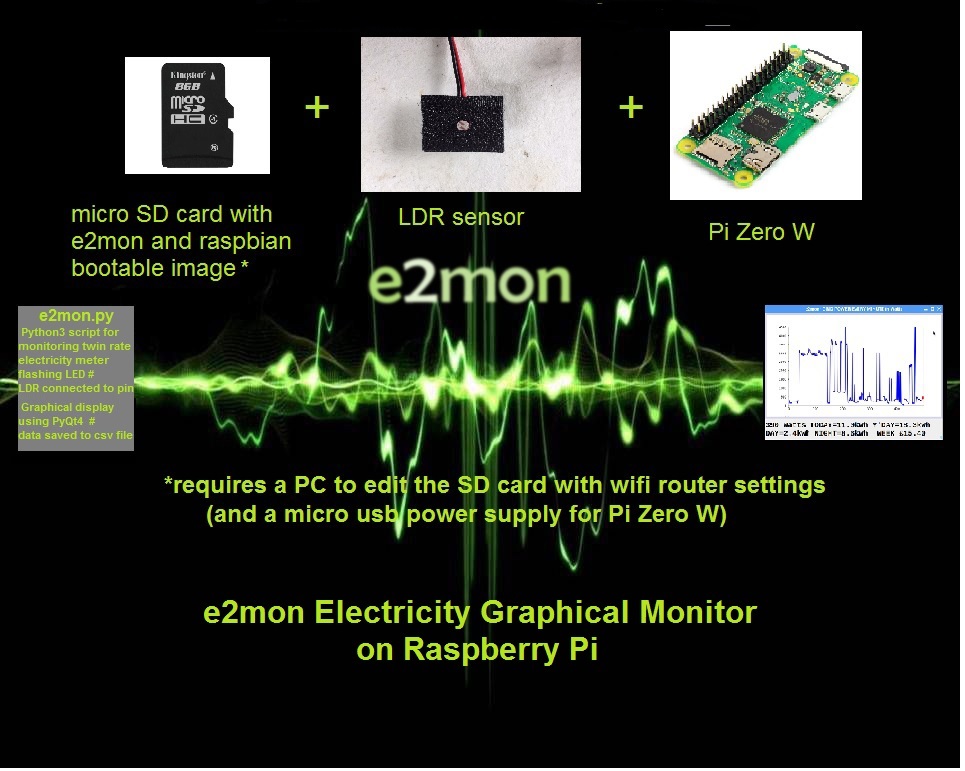 Kingston
8GB
micro
SD
HC
+
+
micro SD card with
e2mon and raspbian
bootable image *
LDR sensor
Pi Zero W
e2mon
e2mon.py
Python3 script for
monitoring twin rate
electricity meter
flashing LED #
LDR connected to pin
Graphical display
using PyQt4 #
data saved to csv file
*requires a PC to edit the SD card with wifi router settings
(and a micro usb power supply for Pi Zero W)
e2mon Electricity Graphical Monitor
on Raspberry Pi